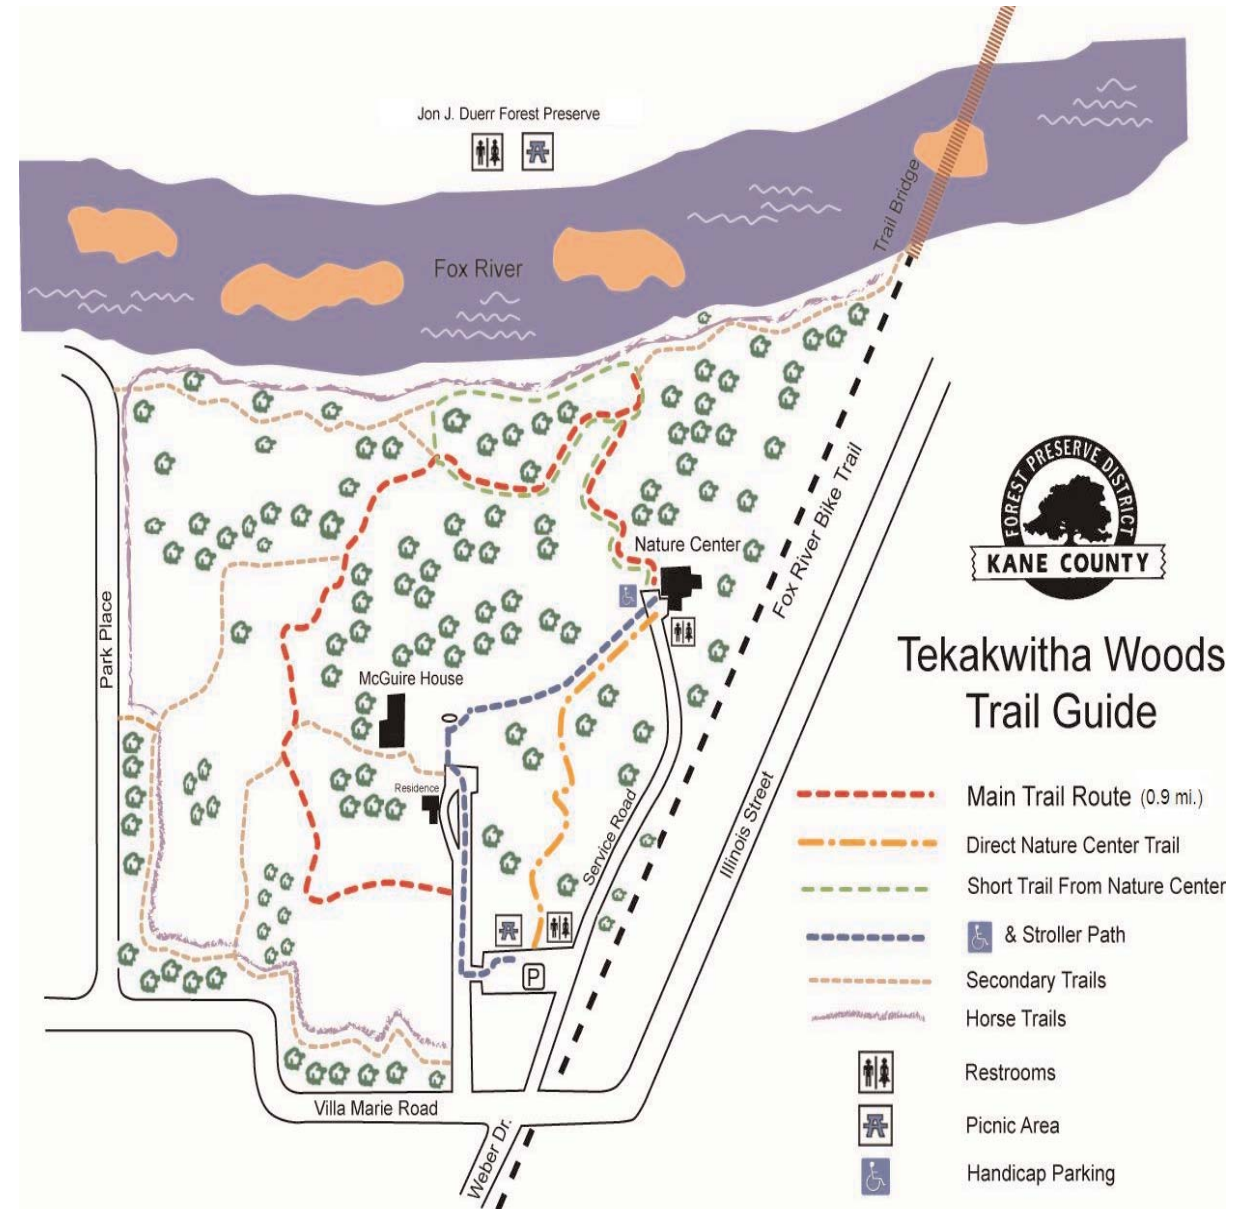 Jon J. Duerr Forest Preserve
Trail Bridge
Fox River
FOREST PRESERVE DISTRICT
KANE COUNTY
Nature Center
Fox River Bike Trail
Park Place
Tekakwitha Woods
Trail Guide
McGuire House
Residence
Service Road
Illinois Street
Main Trail Route (0.9 mi.)
Direct Nature Center Trail
Short Trail From Nature Center
& Stroller Path
P
Secondary Trails
Horse Trails
Restrooms
Villa Marie Road
Picnic Area
Weber Dr.
Handicap Parking